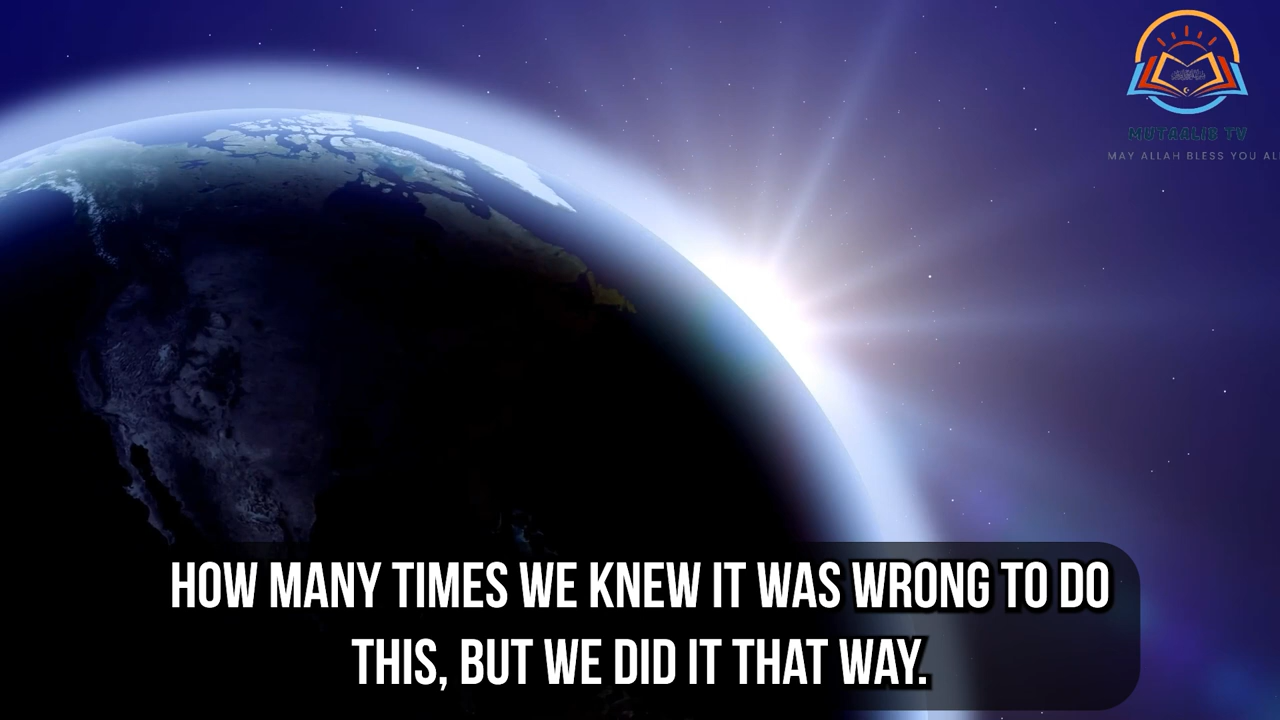 MUTAALIB TV
MAY ALLAH BLESS YOU AL
HOW MANY TIMES WE KNEW IT WAS WRONG TO DO
THIS, BUT WE DID IT THAT WAY.